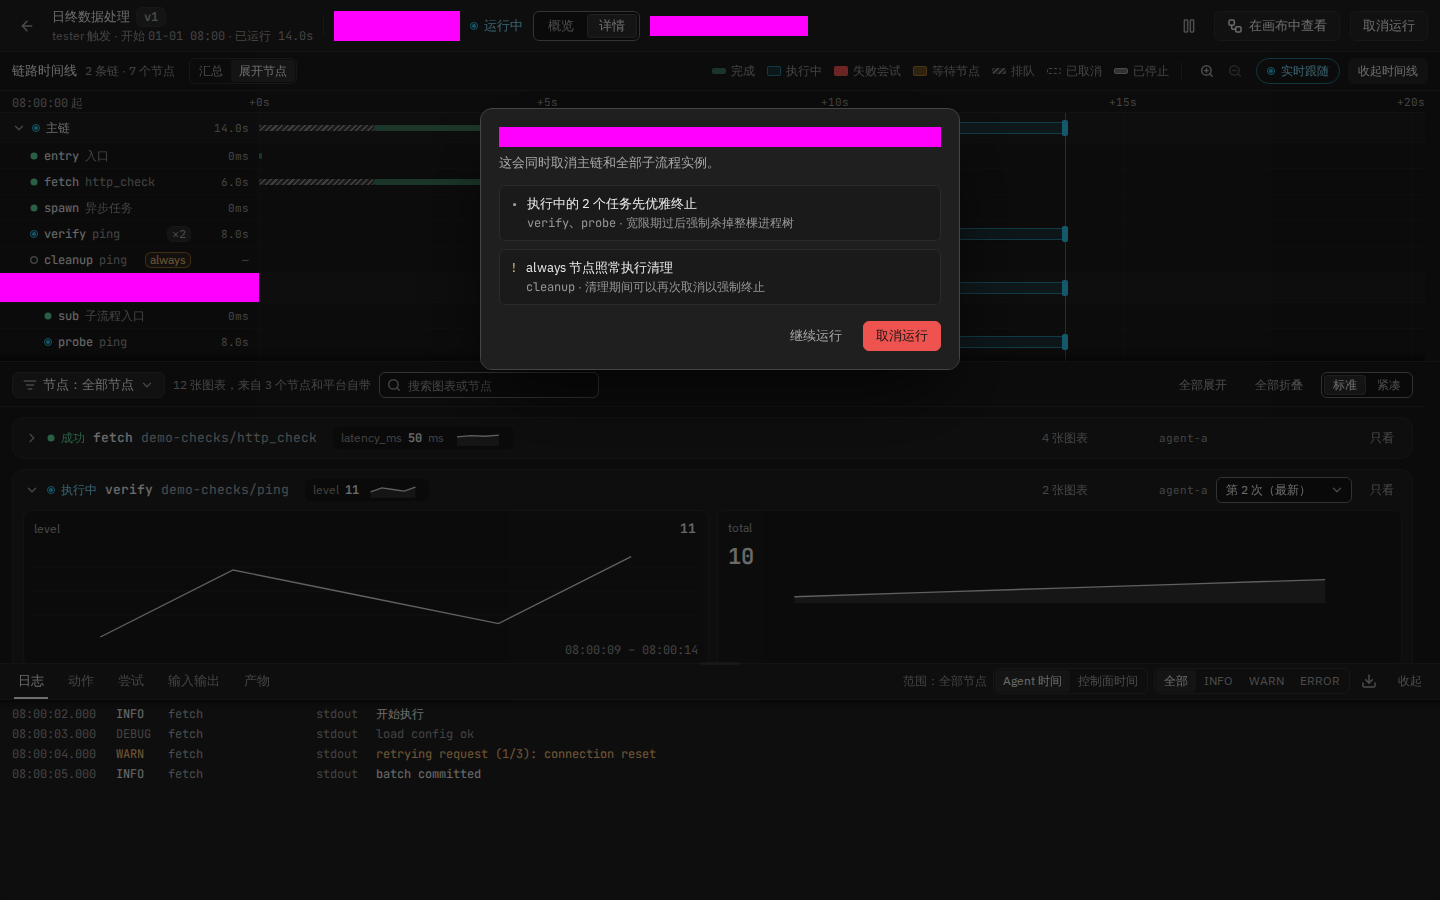 日终数据处理 v1
tester 触发 · 开始 01-01 08:00 · 已运行 14.0s
运行中
概览 详情
在画布中查看 取消运行
链路时间线 2 条链 · 7 个节点 汇总 展开节点
完成 执行中 失败尝试 等待节点 排队 已取消 已停止
实时跟随 收起时间线
08:00:00 起 +0s +5s +10s +15s +20s
主链 14.0s
entry 入口 0ms
fetch http_check 6.0s
spawn 异步任务 0ms
verify ping ×2 8.0s
cleanup ping always —
sub 子流程入口 0ms
probe ping 8.0s
这会同时取消主链和全部子流程实例。
执行中的 2 个任务先优雅终止
verify、probe · 宽限期过后强制杀掉整棵进程树
! always 节点照常执行清理
cleanup · 清理期间可以再次取消以强制终止
继续运行 取消运行
节点：全部节点 12 张图表，来自 3 个节点和平台自带 搜索图表或节点 全部展开 全部折叠 标准 紧凑
成功 fetch demo-checks/http_check latency_ms 50 ms 4 张图表 agent-a 只看
执行中 verify demo-checks/ping level 11 2 张图表 agent-a 第 2 次（最新） 只看
level 11
08:00:09 – 08:00:14
total
10
日志 动作 尝试 输入输出 产物 范围：全部节点 Agent 时间 控制面时间 全部 INFO WARN ERROR 收起
08:00:02.000 INFO fetch stdout 开始执行
08:00:03.000 DEBUG fetch stdout load config ok
08:00:04.000 WARN fetch stdout retrying request (1/3): connection reset
08:00:05.000 INFO fetch stdout batch committed